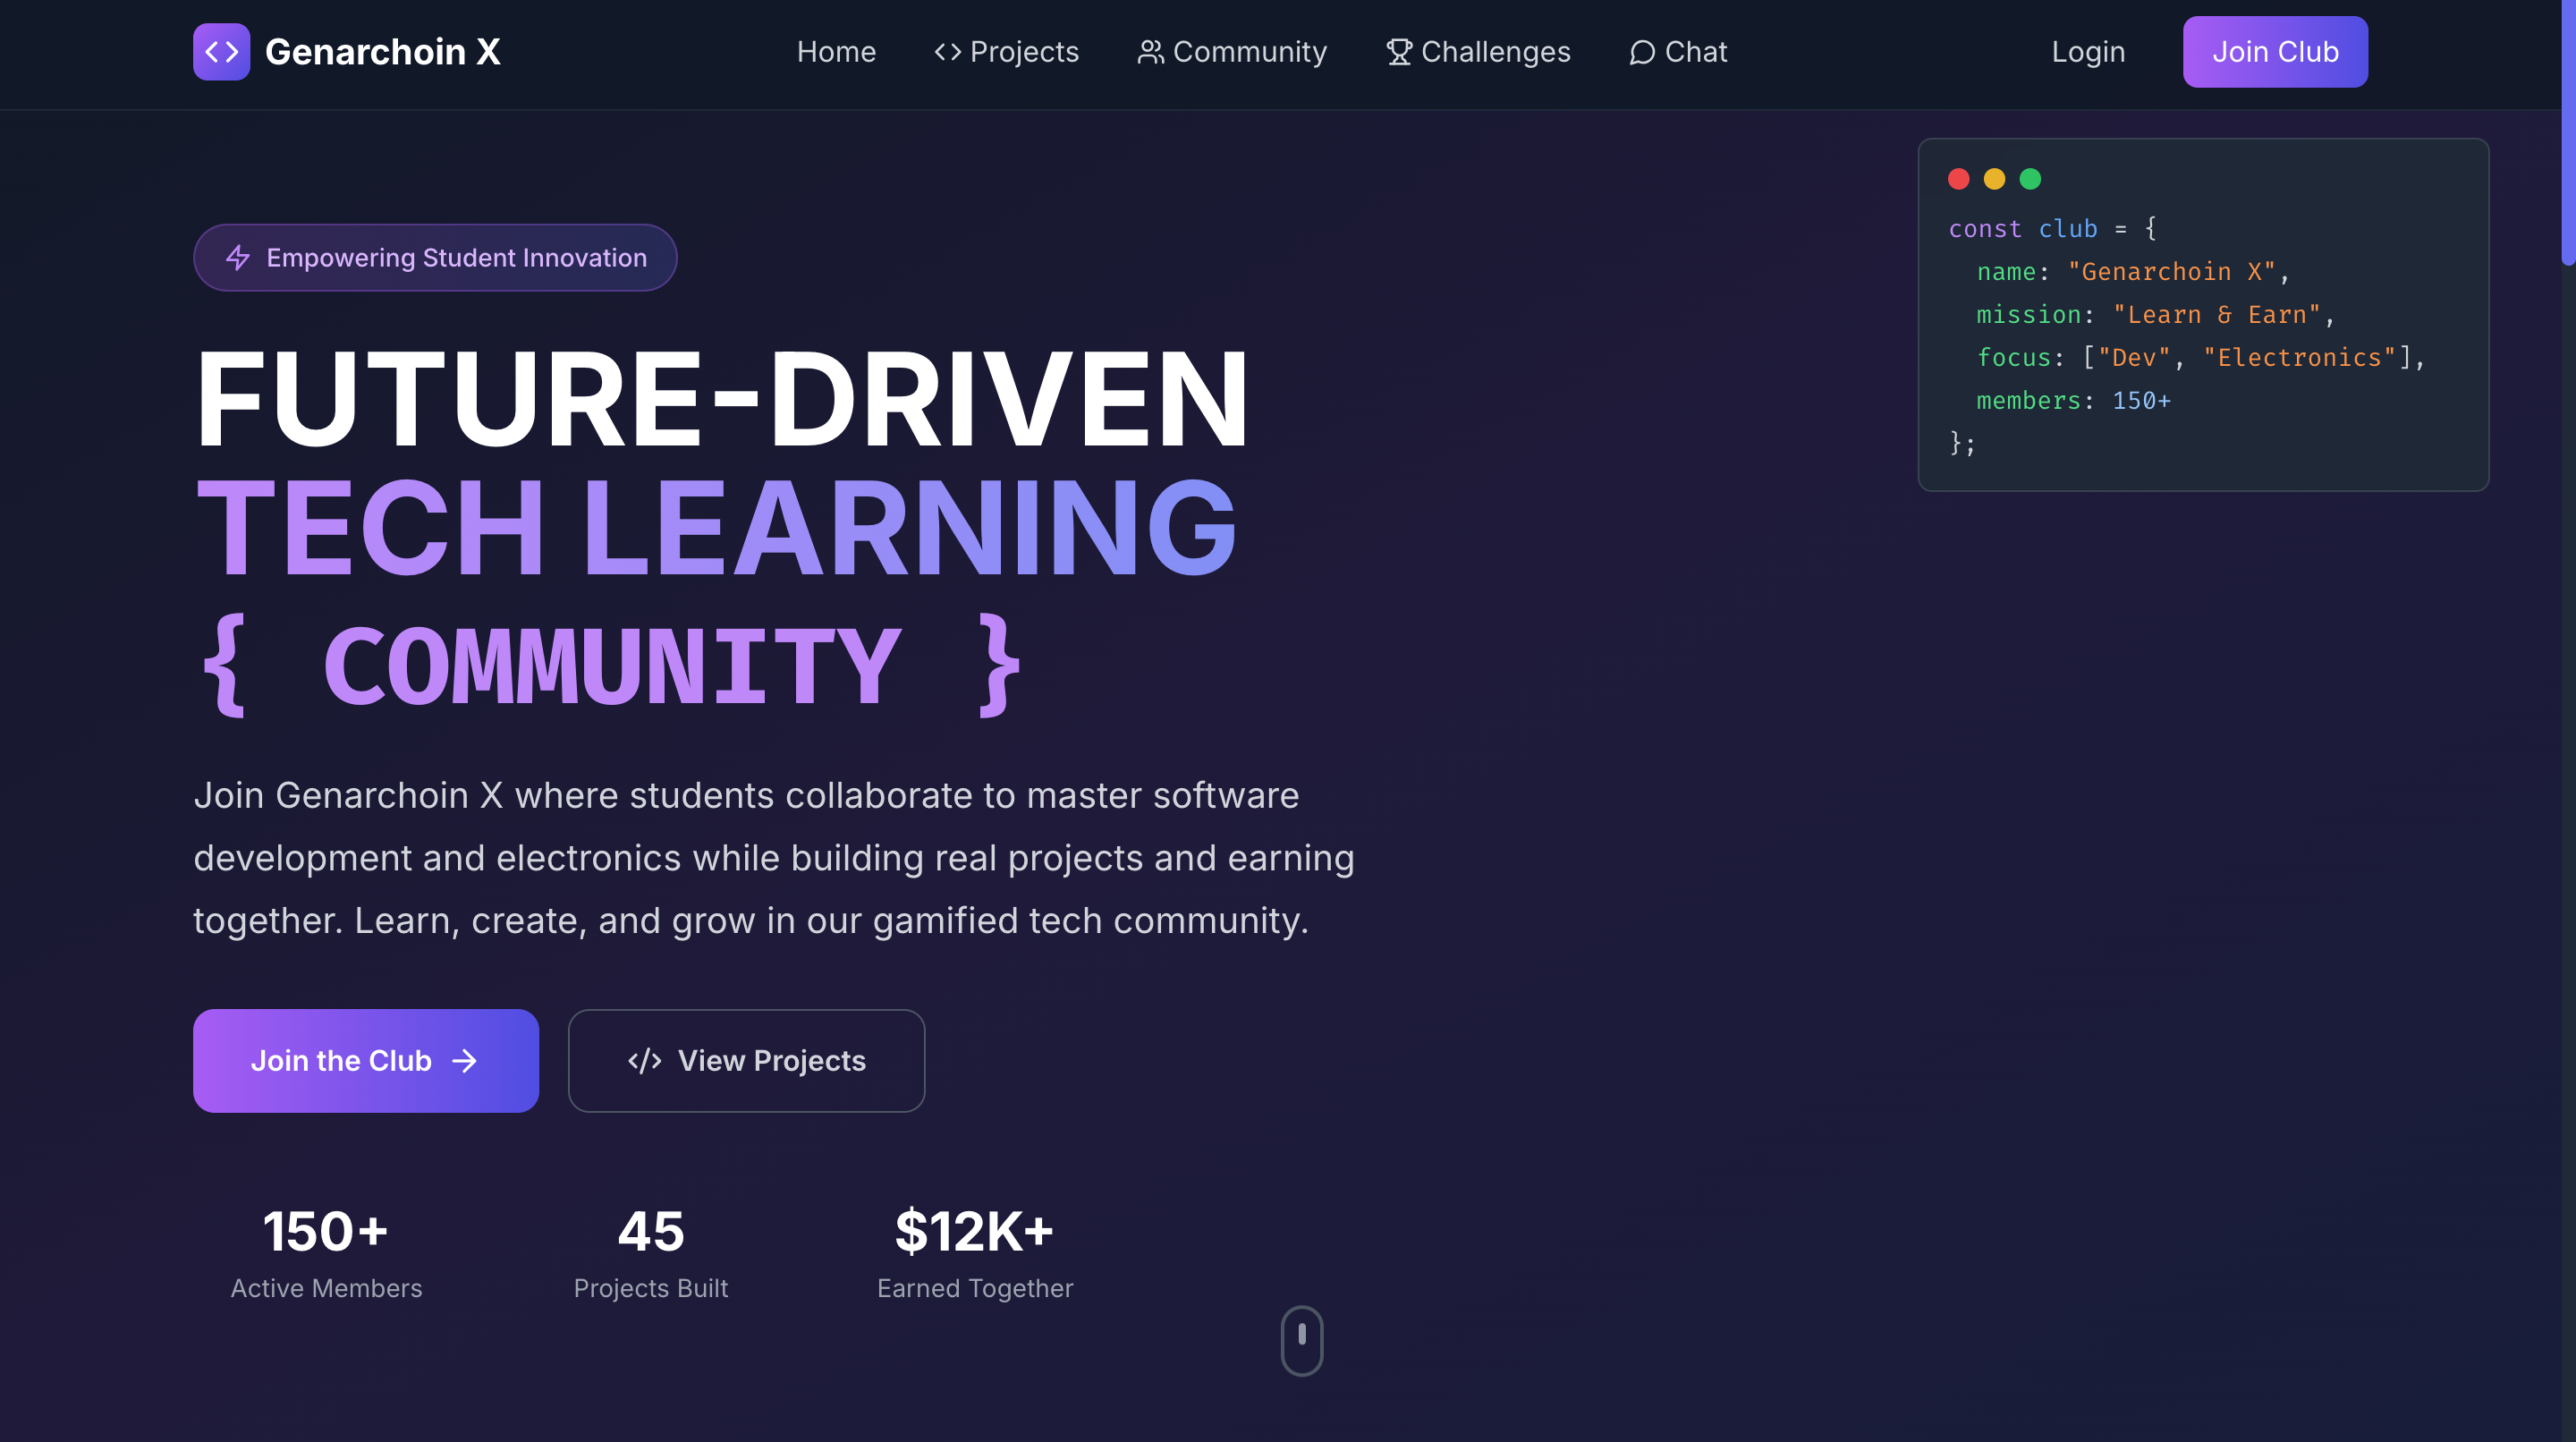 Genarchoin X
Home
Projects
Community
Challenges
Chat
Login
Join Club
Empowering Student Innovation
FUTURE-DRIVEN
TECH LEARNING
{ COMMUNITY }
Join Genarchoin X where students collaborate to master software
development and electronics while building real projects and earning
together. Learn, create, and grow in our gamified tech community.
Join the Club
View Projects
150+
Active Members
45
Projects Built
$12K+
Earned Together
const club = {
name: "Genarchoin X",
mission: "Learn & Earn",
focus: ["Dev", "Electronics"],
members: 150+
};